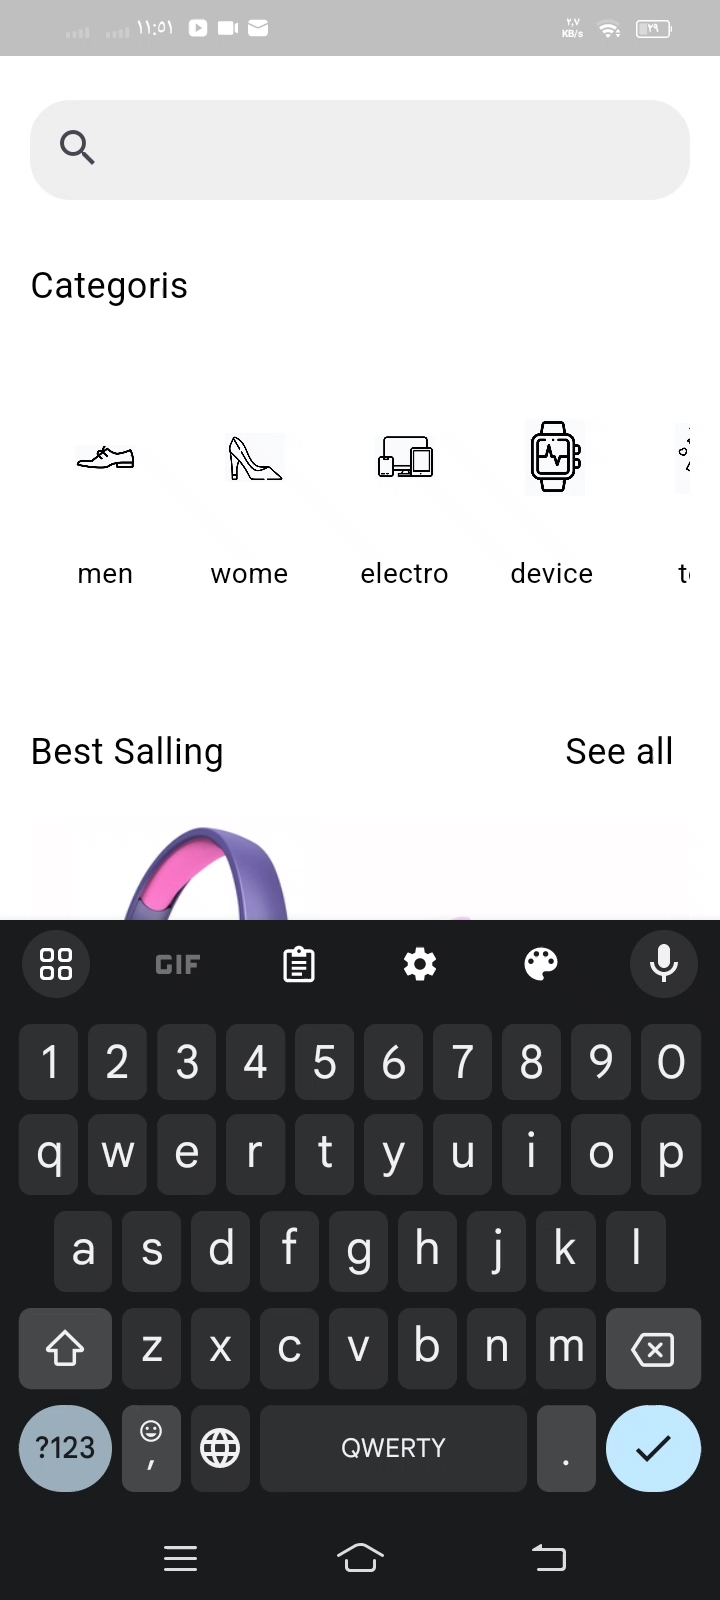 ١١:٥١ ٢,٧ KB/s ٢٩
Categoris
men wome electro device
Best Salling See all
GIF
1 2 3 4 5 6 7 8 9 0
q w e r t y u i o p
a s d f g h j k l
z x c v b n m
?123 , QWERTY .